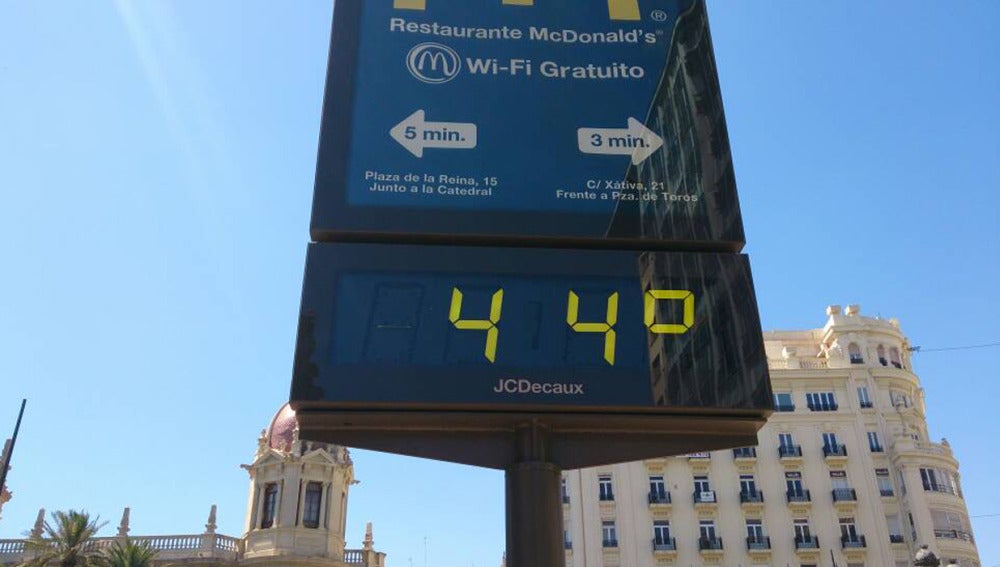 Restaurante McDonald's®
Wi-Fi Gratuito
5 min.
3 min.
Plaza de la Reina, 15
Junto a la Catedral
C/ Xàtiva, 21
Frente a Pza. de Toros
44º
JCDecaux